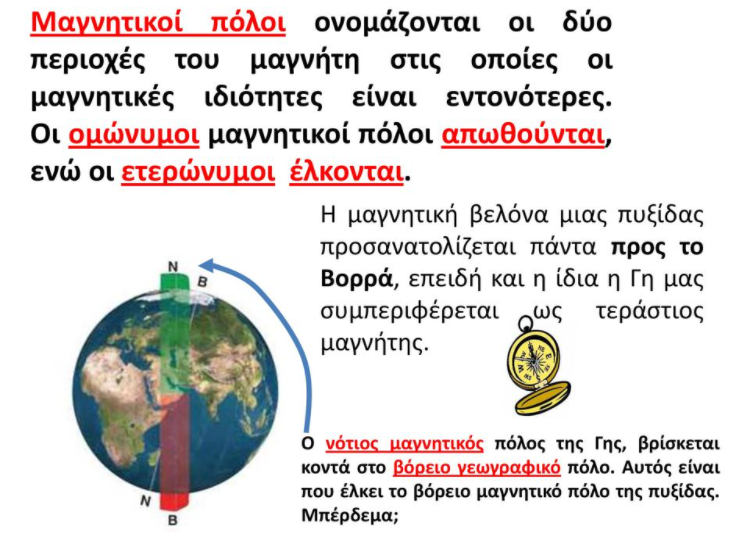 Μαγνητικοί πόλοι ονομάζονται οι δύο
περιοχές του μαγνήτη στις οποίες οι
μαγνητικές ιδιότητες είναι εντονότερες.
Οι ομώνυμοι μαγνητικοί πόλοι απωθούνται,
ενώ οι ετερώνυμοι έλκονται.
Η μαγνητική βελόνα μιας πυξίδας
προσανατολίζεται πάντα προς το
Βορρά, επειδή και η ίδια η Γη μας
συμπεριφέρεται ως τεράστιος
μαγνήτης.
N
B
N
B
Ο νότιος μαγνητικός πόλος της Γης, βρίσκεται
κοντά στο βόρειο γεωγραφικό πόλο. Αυτός είναι
που έλκει το βόρειο μαγνητικό πόλο της πυξίδας.
Μπέρδεμα;